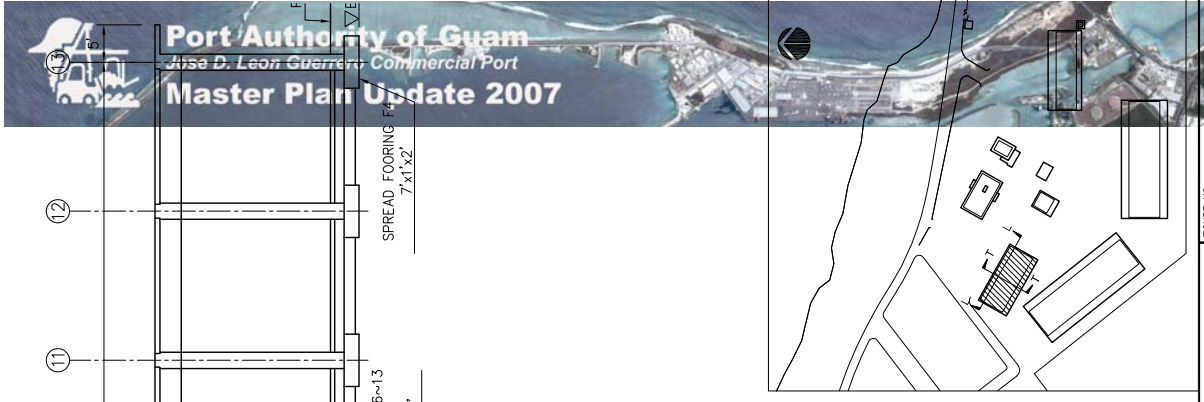 Port Authority of Guam
Jose D. Leon Guerrero Commercial Port
Master Plan Update 2007
13
5'
F
E
SPREAD FOORING F4
7'x1'x2'
12
11
6~13
L
T
T
L